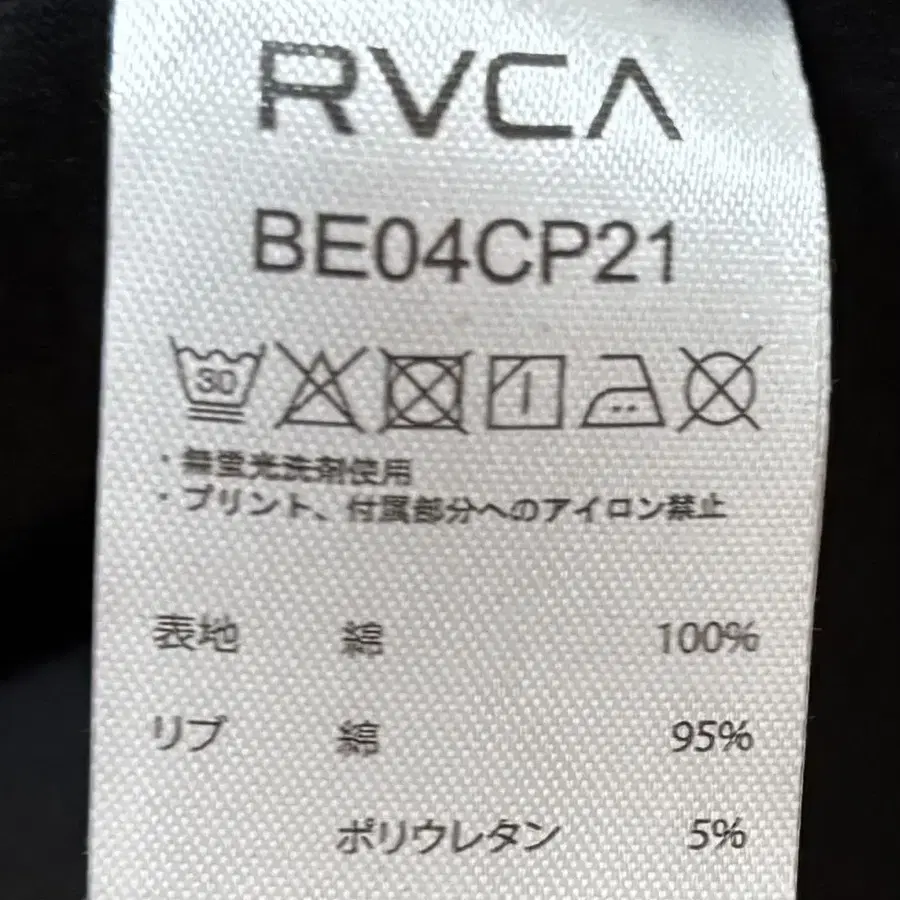 RVCA
BE04CP21
30
・無蛍光洗剤使用
・プリント、付属部分へのアイロン禁止
表地 綿 100%
リブ 綿 95%
ポリウレタン 5%